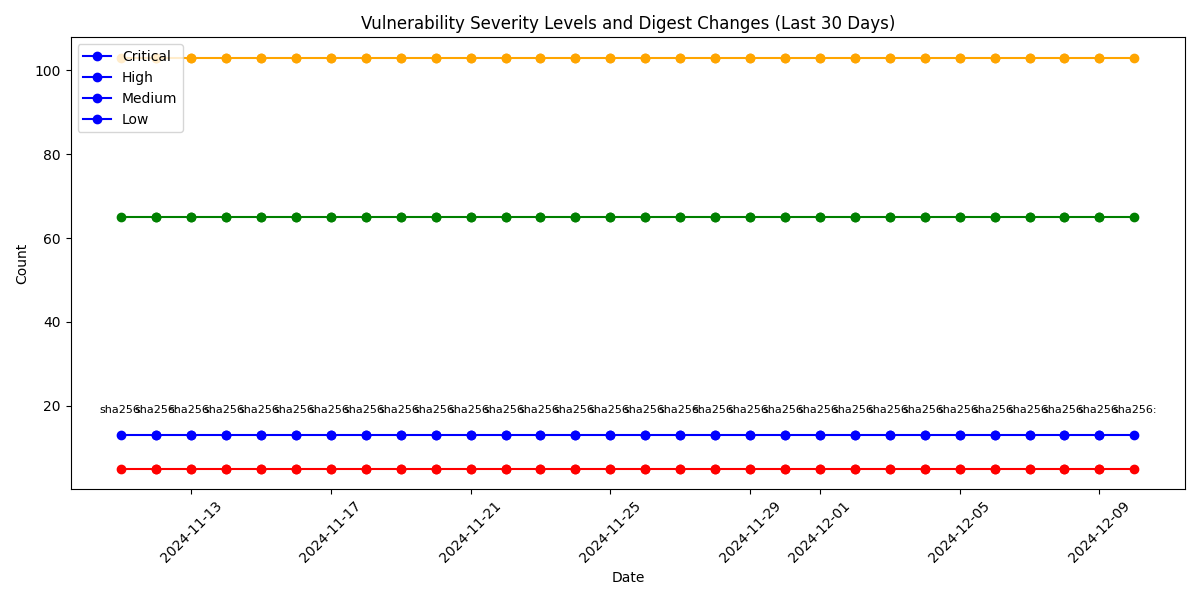 Vulnerability Severity Levels and Digest Changes (Last 30 Days)
Critical
High
Medium
Low
100
80
60
40
20
Count
sha256: sha256: sha256: sha256: sha256: sha256: sha256: sha256: sha256: sha256: sha256: sha256: sha256: sha256: sha256: sha256: sha256: sha256: sha256: sha256: sha256: sha256: sha256: sha256: sha256: sha256: sha256: sha256: sha256: sha256:
2024-11-13
2024-11-17
2024-11-21
2024-11-25
2024-11-29
2024-12-01
2024-12-05
2024-12-09
Date